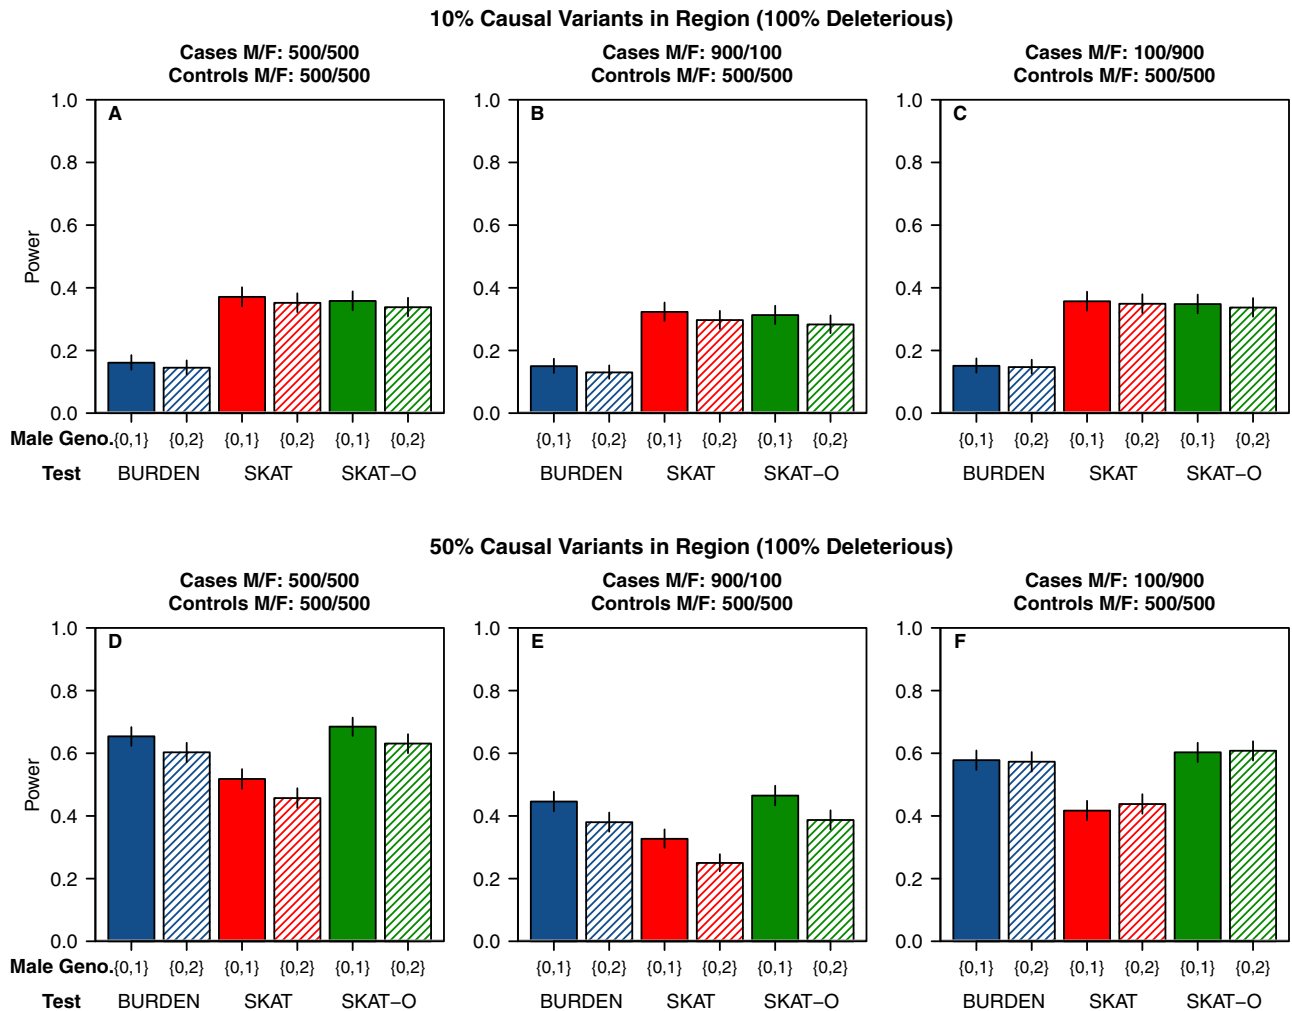 10% Causal Variants in Region (100% Deleterious)
Cases M/F: 500/500
Controls M/F: 500/500
Cases M/F: 900/100
Controls M/F: 500/500
Cases M/F: 100/900
Controls M/F: 500/500
A
1.0
0.8
0.6
0.4
0.2
0.0
Power
B
1.0
0.8
0.6
0.4
0.2
0.0
C
1.0
0.8
0.6
0.4
0.2
0.0
Male Geno. {0,1} {0,2} {0,1} {0,2} {0,1} {0,2}
Test BURDEN SKAT SKAT−O
{0,1} {0,2} {0,1} {0,2} {0,1} {0,2}
BURDEN SKAT SKAT−O
{0,1} {0,2} {0,1} {0,2} {0,1} {0,2}
BURDEN SKAT SKAT−O
50% Causal Variants in Region (100% Deleterious)
Cases M/F: 500/500
Controls M/F: 500/500
Cases M/F: 900/100
Controls M/F: 500/500
Cases M/F: 100/900
Controls M/F: 500/500
D
1.0
0.8
0.6
0.4
0.2
0.0
Power
E
1.0
0.8
0.6
0.4
0.2
0.0
F
1.0
0.8
0.6
0.4
0.2
0.0
Male Geno. {0,1} {0,2} {0,1} {0,2} {0,1} {0,2}
Test BURDEN SKAT SKAT−O
{0,1} {0,2} {0,1} {0,2} {0,1} {0,2}
BURDEN SKAT SKAT−O
{0,1} {0,2} {0,1} {0,2} {0,1} {0,2}
BURDEN SKAT SKAT−O